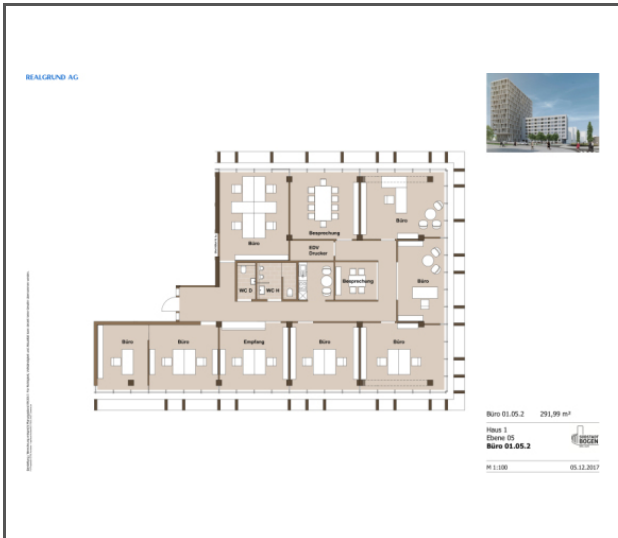 REALGRUND AG
Büro
Besprechung
Büro
EDV
Drucker
WC D
WC H
Besprechung
Büro
Büro
Büro
Empfang
Büro
Büro
Büro 01.05.2 291,99 m²
Haus 1
Ebene 05
Büro 01.05.2
SÜDSTADT
BOGEN
M 1:100 05.12.2017